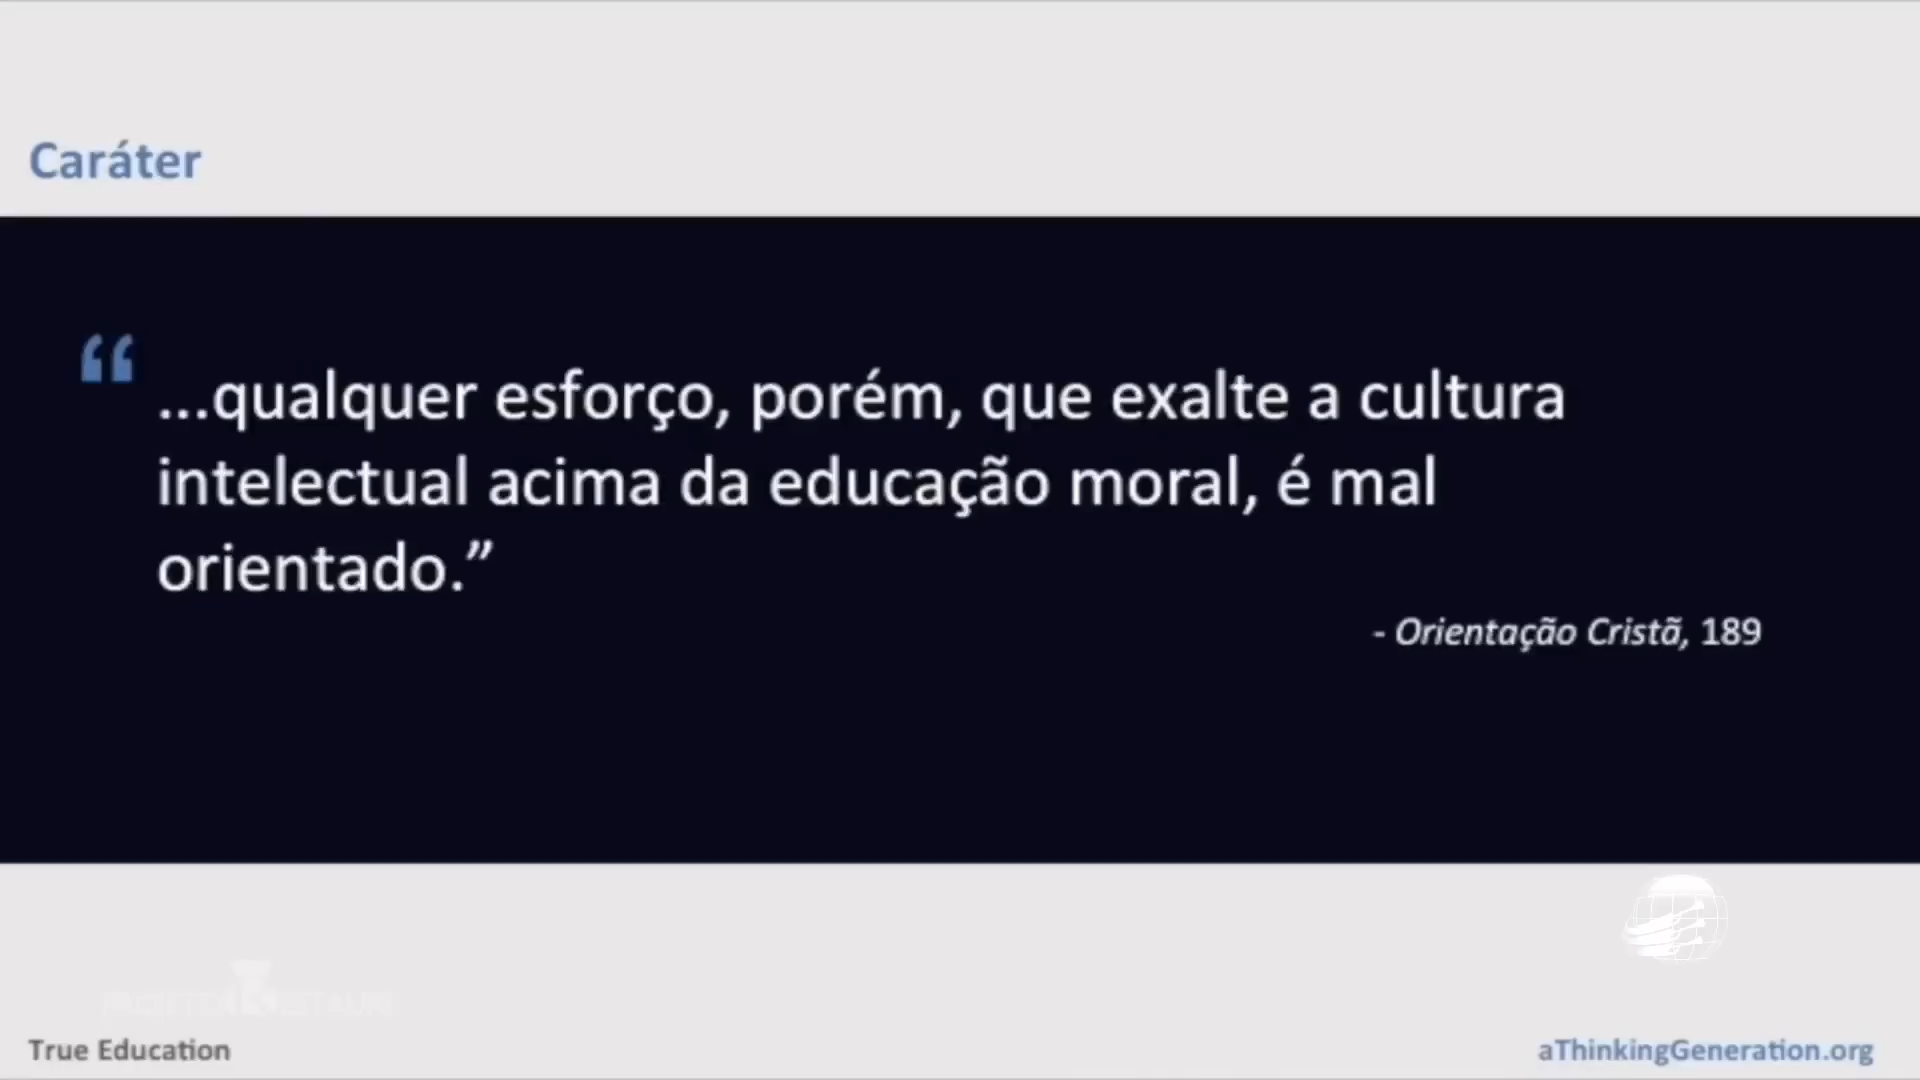 Caráter
“ ...qualquer esforço, porém, que exalte a cultura
intelectual acima da educação moral, é mal
orientado.”
- Orientação Cristã, 189
True Education
aThinkingGeneration.org